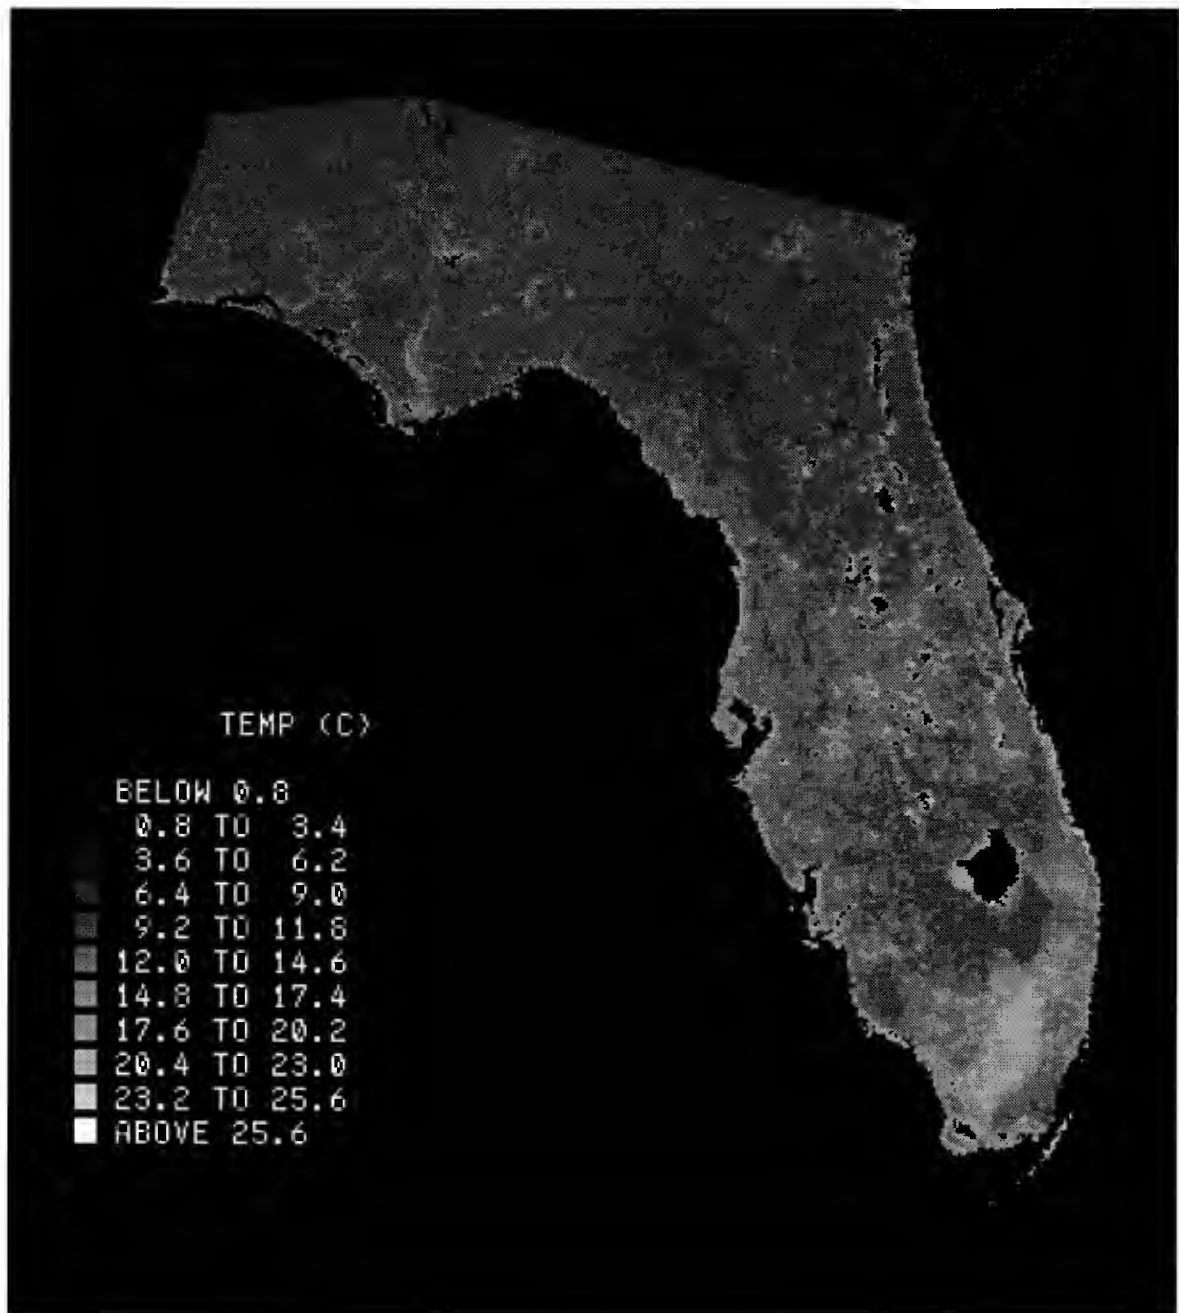 TEMP (C)
BELOW 0.8
0.8 TO 3.4
3.6 TO 6.2
6.4 TO 9.0
9.2 TO 11.8
12.0 TO 14.6
14.8 TO 17.4
17.6 TO 20.2
20.4 TO 23.0
23.2 TO 25.6
ABOVE 25.6